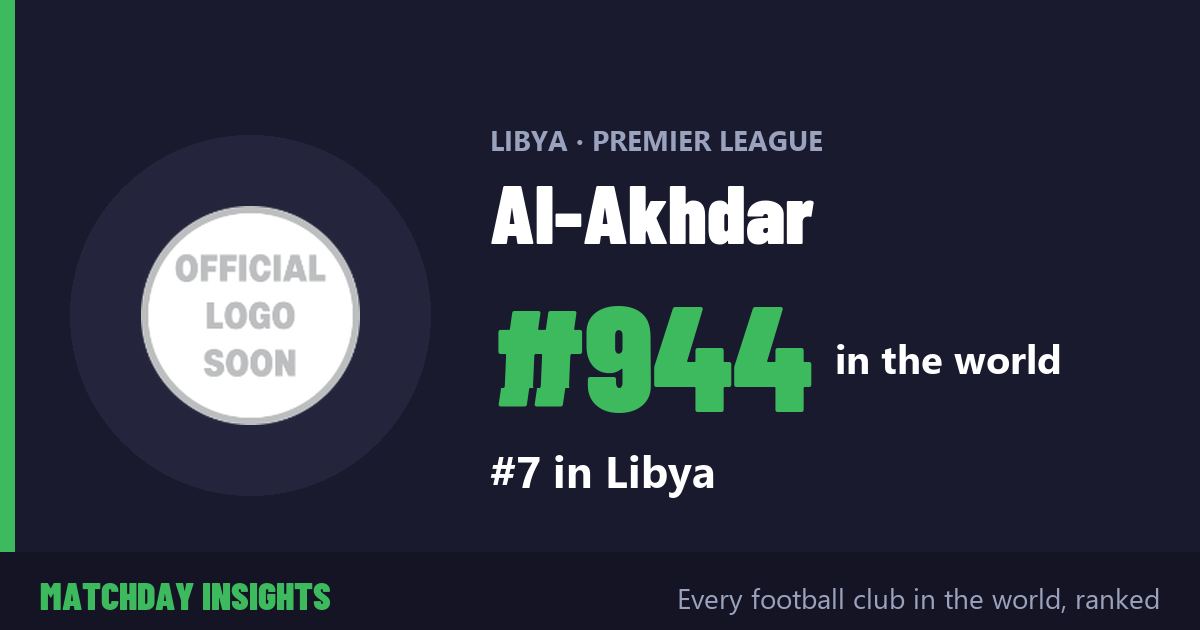 LIBYA · PREMIER LEAGUE
Al-Akhdar
OFFICIAL
LOGO
SOON
#944 in the world
#7 in Libya
MATCHDAY INSIGHTS
Every football club in the world, ranked